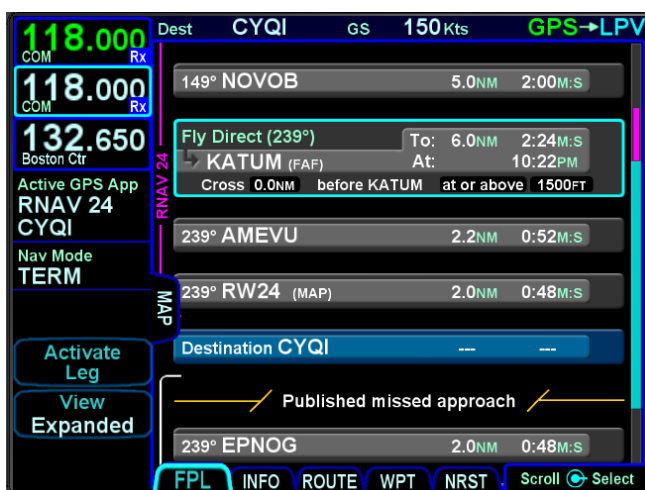 118.000
COM Rx
118.000
COM Rx
132.650
Boston Ctr
Active GPS App
RNAV 24
CYQI
Nav Mode
TERM
Activate
Leg
View
Expanded
Dest CYQI GS 150 Kts GPS→LPV
RNAV 24
MAP
149° NOVOB 5.0NM 2:00M:S
Fly Direct (239°) To: 6.0NM 2:24M:S
KATUM (FAF) At: 10:22PM
Cross 0.0NM before KATUM at or above 1500FT
239° AMEVU 2.2NM 0:52M:S
239° RW24 (MAP) 2.0NM 0:48M:S
Destination CYQI --- ---
Published missed approach
239° EPNOG 2.0NM 0:48M:S
FPL INFO ROUTE WPT NRST Scroll Select